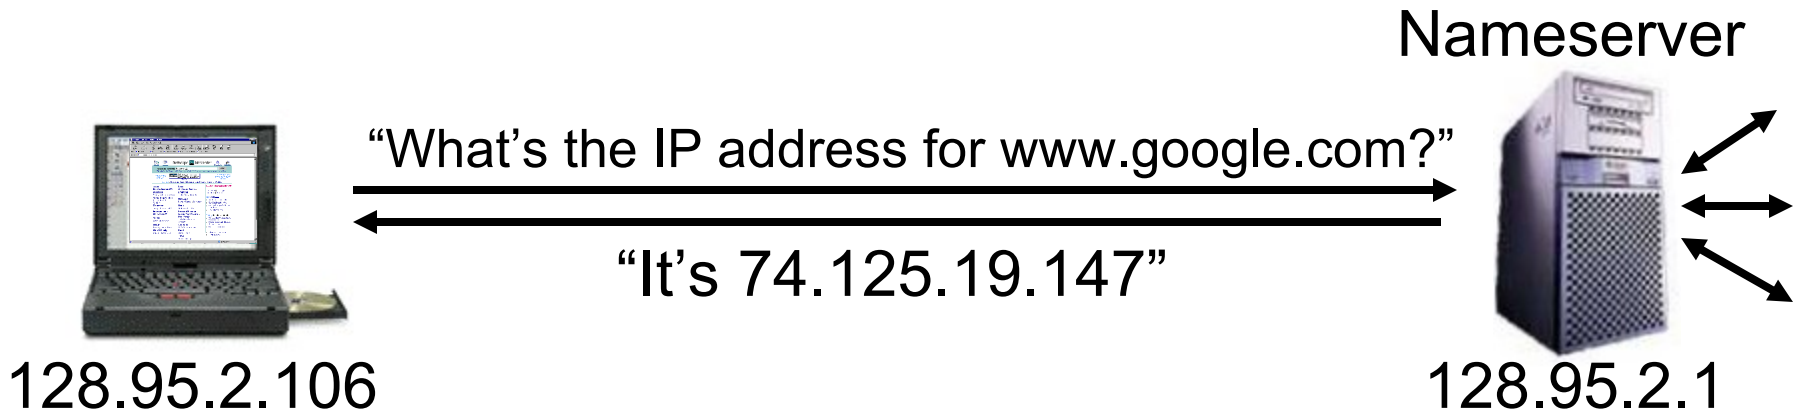 Nameserver
“What’s the IP address for www.google.com?”
“It’s 74.125.19.147”
128.95.2.106
128.95.2.1